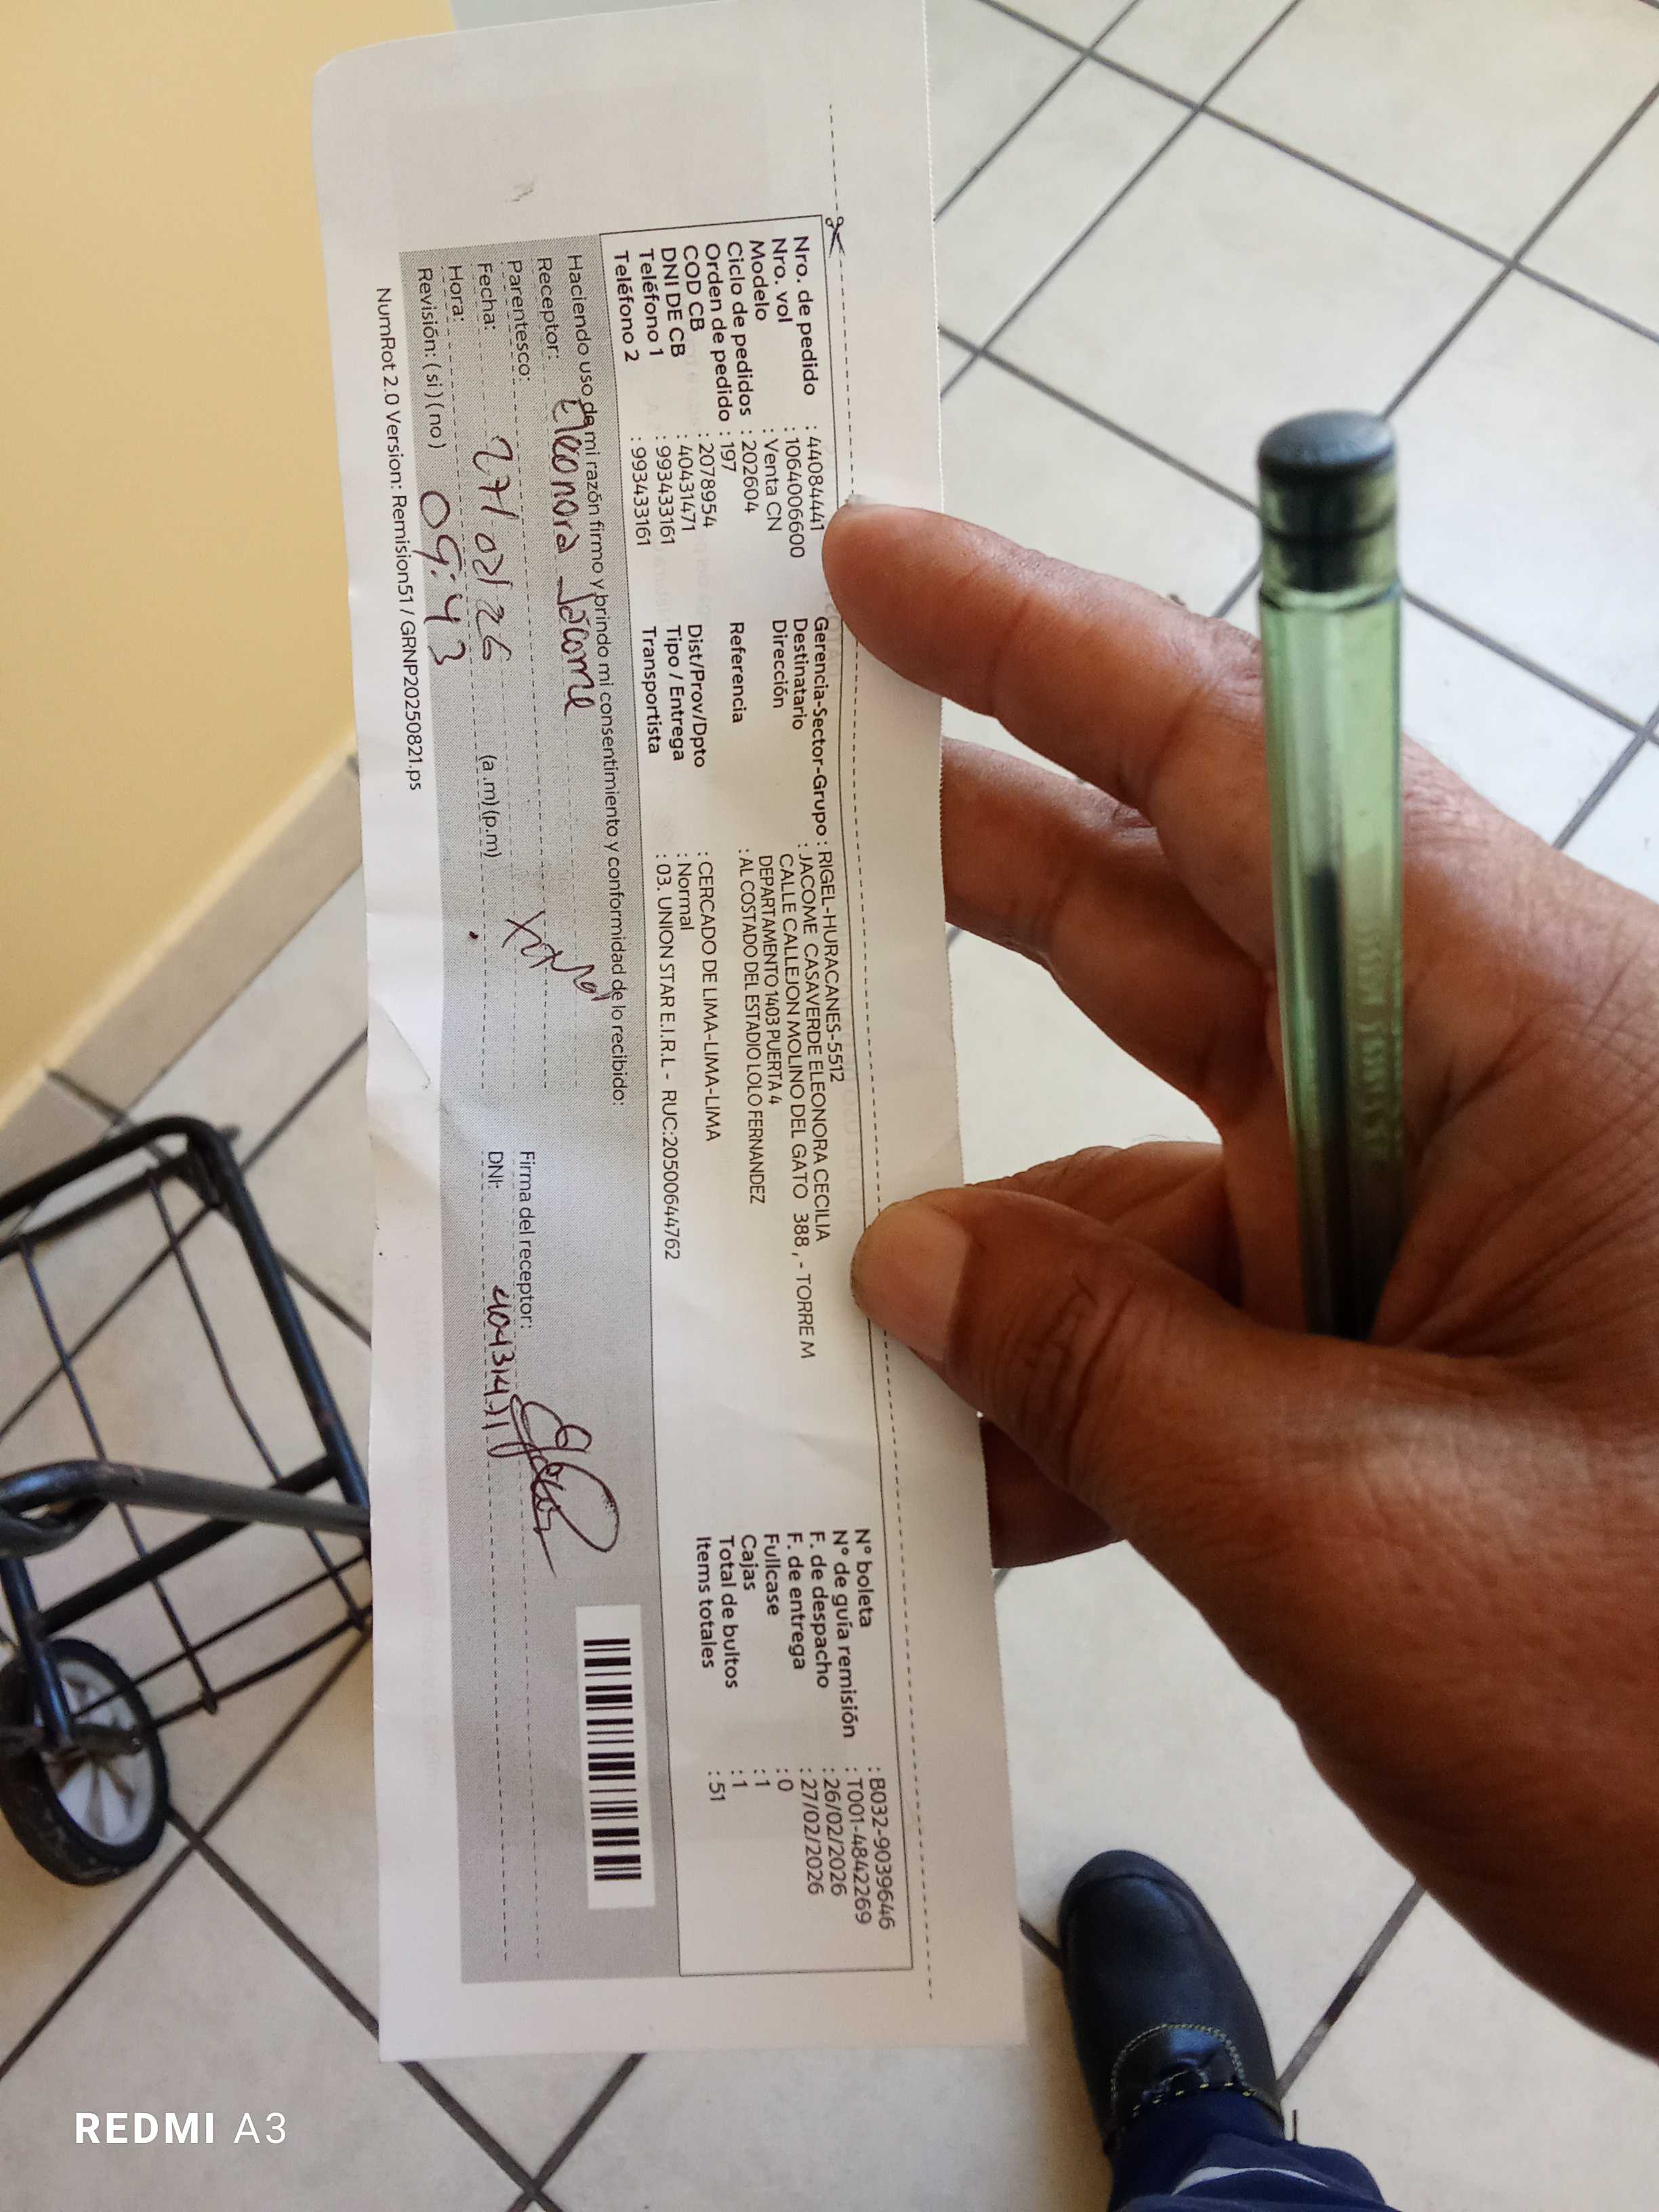 Nro. de pedido : 44084441
Nro. vol : 1064006600
Modelo : Venta CN
Ciclo de pedidos : 202604
Orden de pedido : 197
COD CB : 2078954
DNI DE CB : 40431471
Teléfono 1 : 993433161
Teléfono 2 : 993433161
Gerencia-Sector-Grupo : RIGEL-HURACANES-5512
Destinatario : JACOME CASAVERDE ELEONORA CECILIA
Dirección CALLE CALLEJON MOLINO DEL GATO 388 , - TORRE M
DEPARTAMENTO 1403 PUERTA 4
Referencia : AL COSTADO DEL ESTADIO LOLO FERNANDEZ
Dist/Prov/Dpto : CERCADO DE LIMA-LIMA-LIMA
Tipo / Entrega : Normal
Transportista : 03. UNION STAR E.I.R.L - RUC:20500644762
N° boleta : B032-9039646
N° de guía remisión : T001-4842269
F. de despacho : 26/02/2026
F. de entrega : 27/02/2026
Fullcase : 0
Cajas : 1
Total de bultos : 1
Items totales : 51
Haciendo uso de mi razón firmo y brindo mi consentimiento y conformidad de lo recibido:
Receptor: Eleonora Jácome
Parentesco:
Fecha: 27/02/26
Hora: 09:43 (a.m)(p.m)
Revisión: (si)(no)
Firma del receptor:
DNI: 40431471
NumRot 2.0 Version: Remision51 / GRNP20250821.ps
REDMI A3